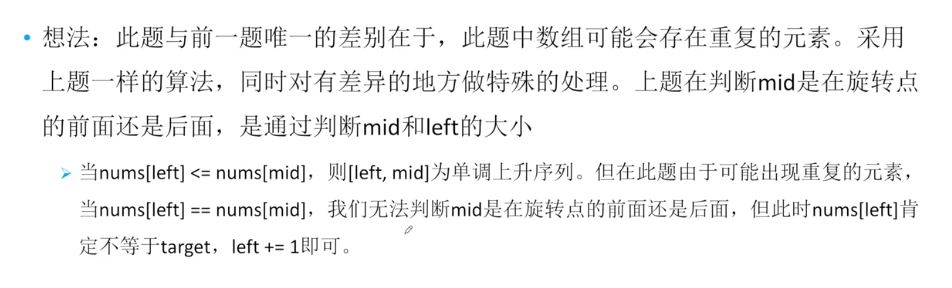 • 想法：此题与前一题唯一的差别在于，此题中数组可能会存在重复的元素。采用
上题一样的算法，同时对有差异的地方做特殊的处理。上题在判断mid是在旋转点
的前面还是后面，是通过判断mid和left的大小
➢ 当nums[left] <= nums[mid]，则[left, mid]为单调上升序列。但在此题由于可能出现重复的元素，
当nums[left] == nums[mid]，我们无法判断mid是在旋转点的前面还是后面，但此时nums[left]肯
定不等于target，left += 1即可。